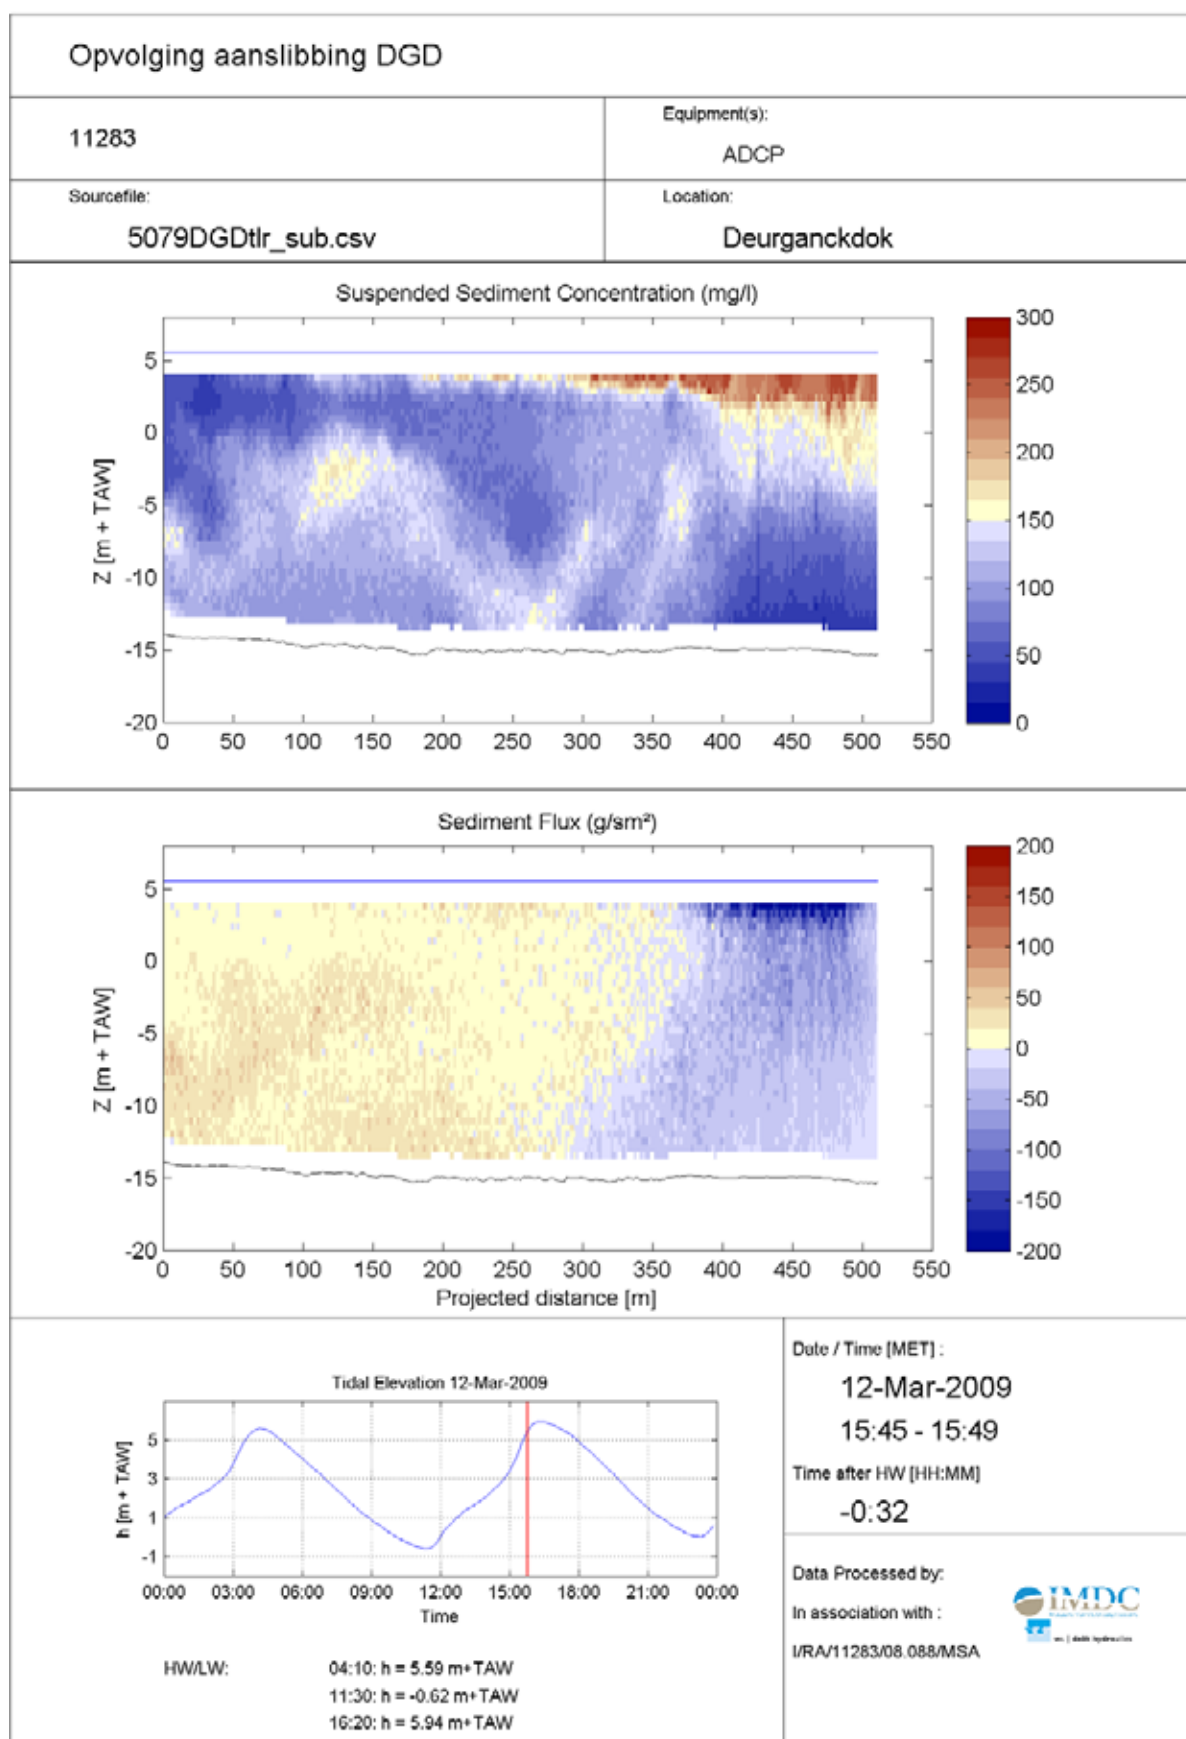 Opvolging aanslibbing DGD
11283
Equipment(s):
ADCP
Sourcefile:
5079DGDtlr_sub.csv
Location:
Deurganckdok
Suspended Sediment Concentration (mg/l)
Z [m + TAW]
5
0
-5
-10
-15
-20
0 50 100 150 200 250 300 350 400 450 500 550
300
250
200
150
100
50
0
Sediment Flux (g/sm²)
Z [m + TAW]
5
0
-5
-10
-15
-20
0 50 100 150 200 250 300 350 400 450 500 550
Projected distance [m]
200
150
100
50
0
-50
-100
-150
-200
Tidal Elevation 12-Mar-2009
h [m + TAW]
5
3
1
-1
00:00 03:00 06:00 09:00 12:00 15:00 18:00 21:00 00:00
Time
HW/LW:
04:10: h = 5.59 m+TAW
11:30: h = -0.62 m+TAW
16:20: h = 5.94 m+TAW
Date / Time [MET] :
12-Mar-2009
15:45 - 15:49
Time after HW [HH:MM]
-0:32
Data Processed by:
IMDC
In association with :
wl | delft hydraulics
I/RA/11283/08.088/MSA